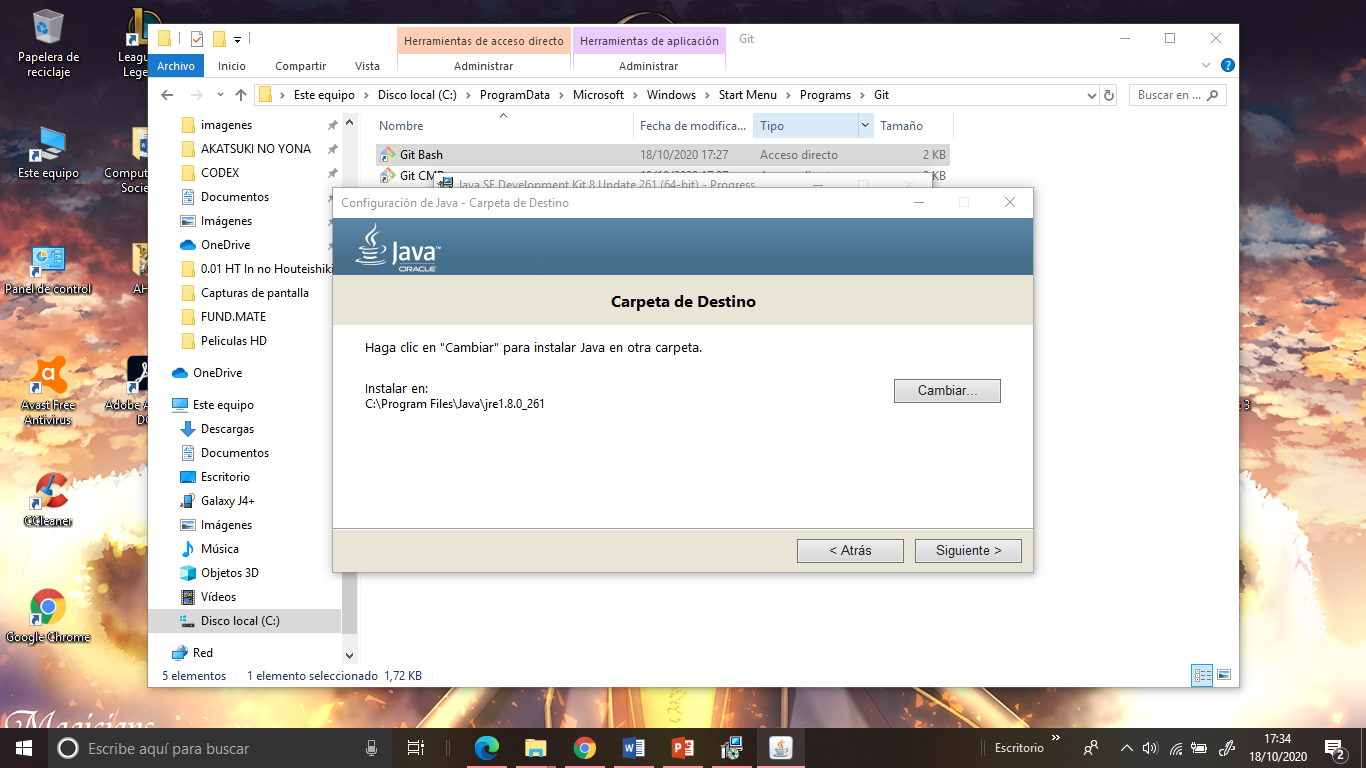 Papelera de
reciclaje
Este equipo
Panel de control
Avast Free
Antivirus
CCleaner
Google Chrome
Herramientas de acceso directo
Herramientas de aplicación
Git
Archivo
Inicio
Compartir
Vista
Administrar
Administrar
Este equipo > Disco local (C:) > ProgramData > Microsoft > Windows > Start Menu > Programs > Git
Buscar en ...
imagenes
AKATSUKI NO YONA
CODEX
Documentos
Imágenes
OneDrive
0.01 HT In no Houteishiki
Capturas de pantalla
FUND.MATE
Peliculas HD
OneDrive
Este equipo
Descargas
Documentos
Escritorio
Galaxy J4+
Imágenes
Música
Objetos 3D
Vídeos
Disco local (C:)
Red
Nombre
Fecha de modifica...
Tipo
Tamaño
Git Bash
18/10/2020 17:27
Acceso directo
2 KB
Git CMD
Java SE Development Kit 8 Update 261 (64-bit) - Progress
Configuración de Java - Carpeta de Destino
Java™
ORACLE
Carpeta de Destino
Haga clic en "Cambiar" para instalar Java en otra carpeta.
Instalar en:
C:\Program Files\Java\jre1.8.0_261
Cambiar...
< Atrás
Siguiente >
5 elementos
1 elemento seleccionado 1,72 KB
Magicians
Escribe aquí para buscar
Escritorio
17:34
18/10/2020
2